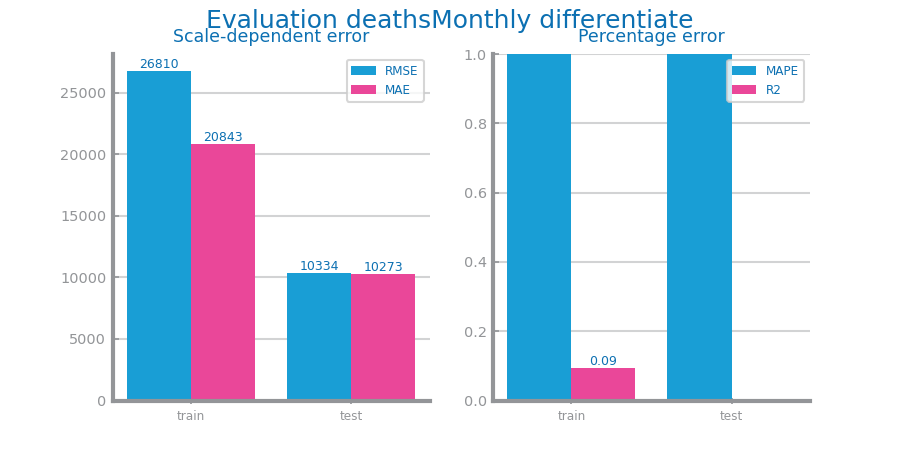 Evaluation deathsMonthly differentiate
Scale-dependent error
26810
20843
10334
10273
RMSE
MAE
25000
20000
15000
10000
5000
0
train
test
Percentage error
0.09
MAPE
R2
1.0
0.8
0.6
0.4
0.2
0.0
train
test